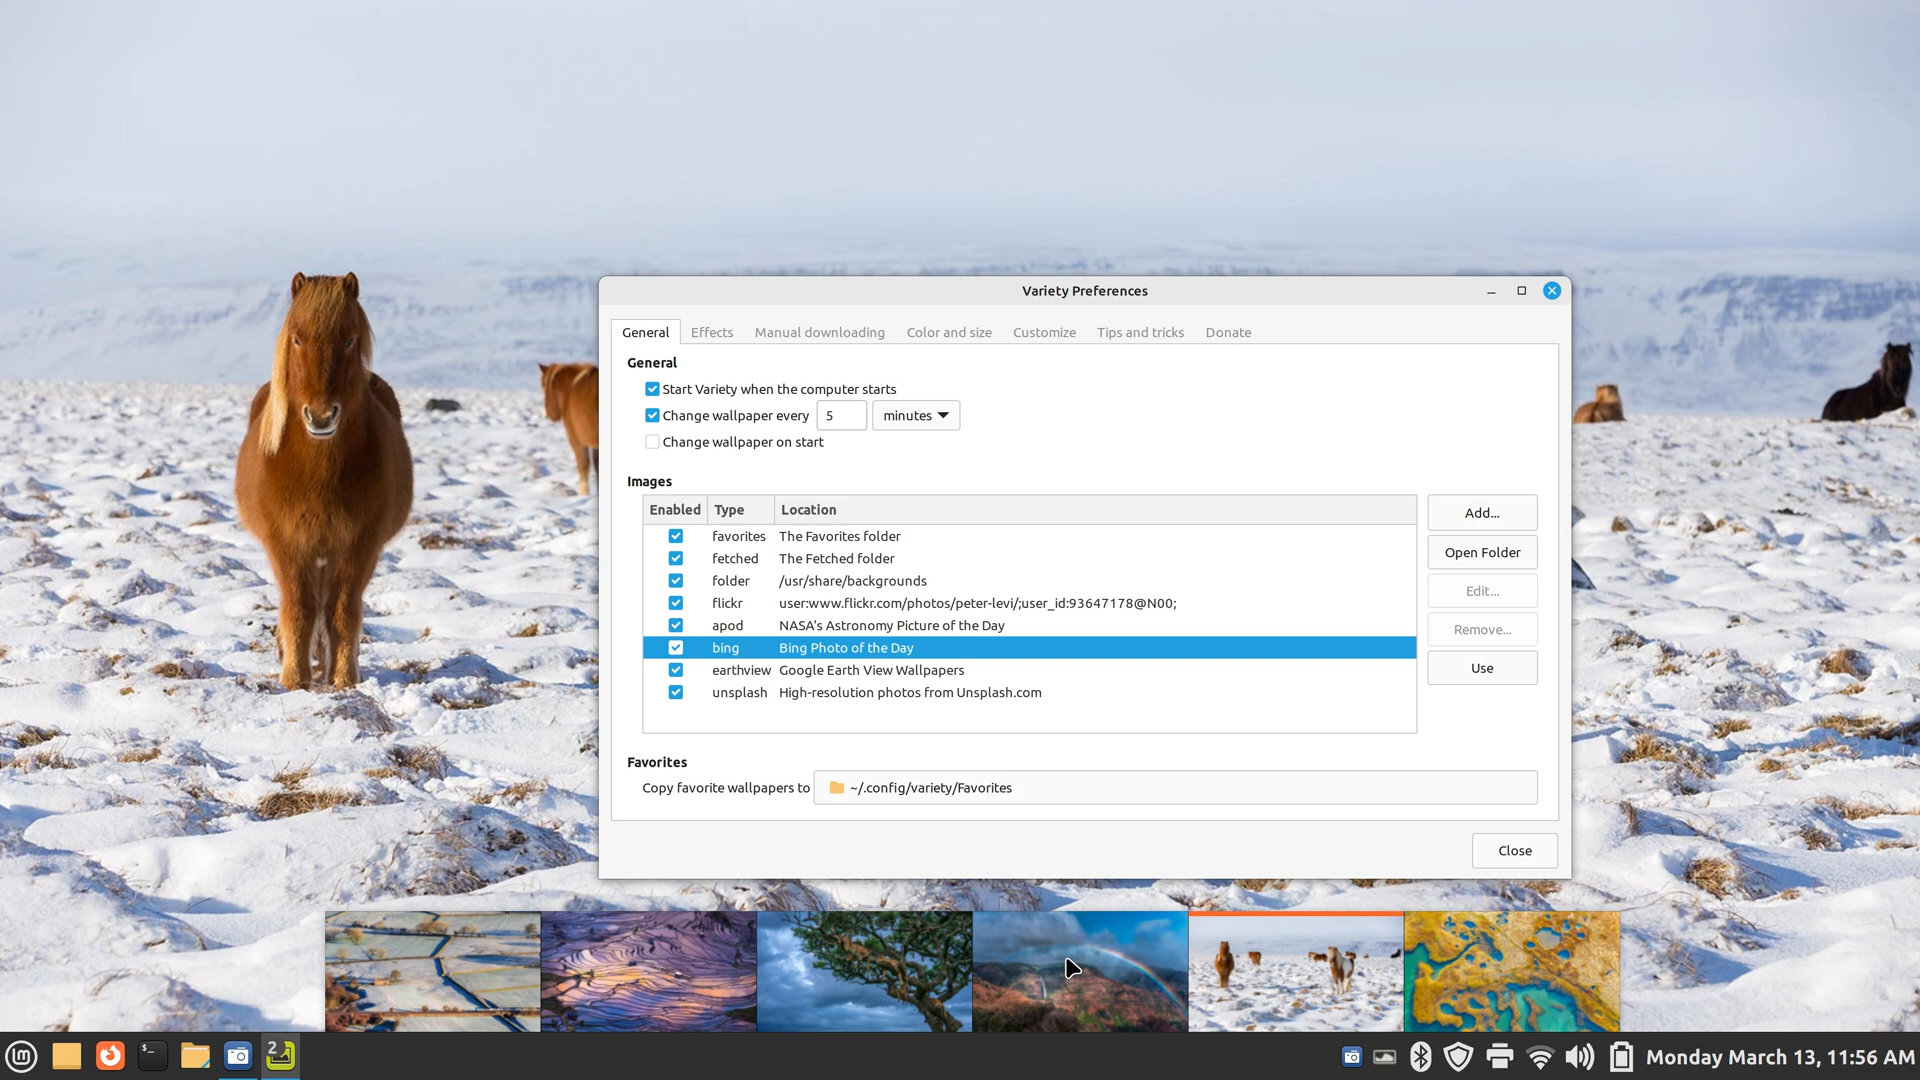 Variety Preferences
General Effects Manual downloading Color and size Customize Tips and tricks Donate
General
Start Variety when the computer starts
Change wallpaper every 5 minutes
Change wallpaper on start
Images
Enabled Type Location
favorites The Favorites folder
fetched The Fetched folder
folder /usr/share/backgrounds
flickr user:www.flickr.com/photos/peter-levi/;user_id:93647178@N00;
apod NASA's Astronomy Picture of the Day
bing Bing Photo of the Day
earthview Google Earth View Wallpapers
unsplash High-resolution photos from Unsplash.com
Add...
Open Folder
Edit...
Remove...
Use
Favorites
Copy favorite wallpapers to ~/.config/variety/Favorites
Close
$_ 2 Monday March 13, 11:56 AM